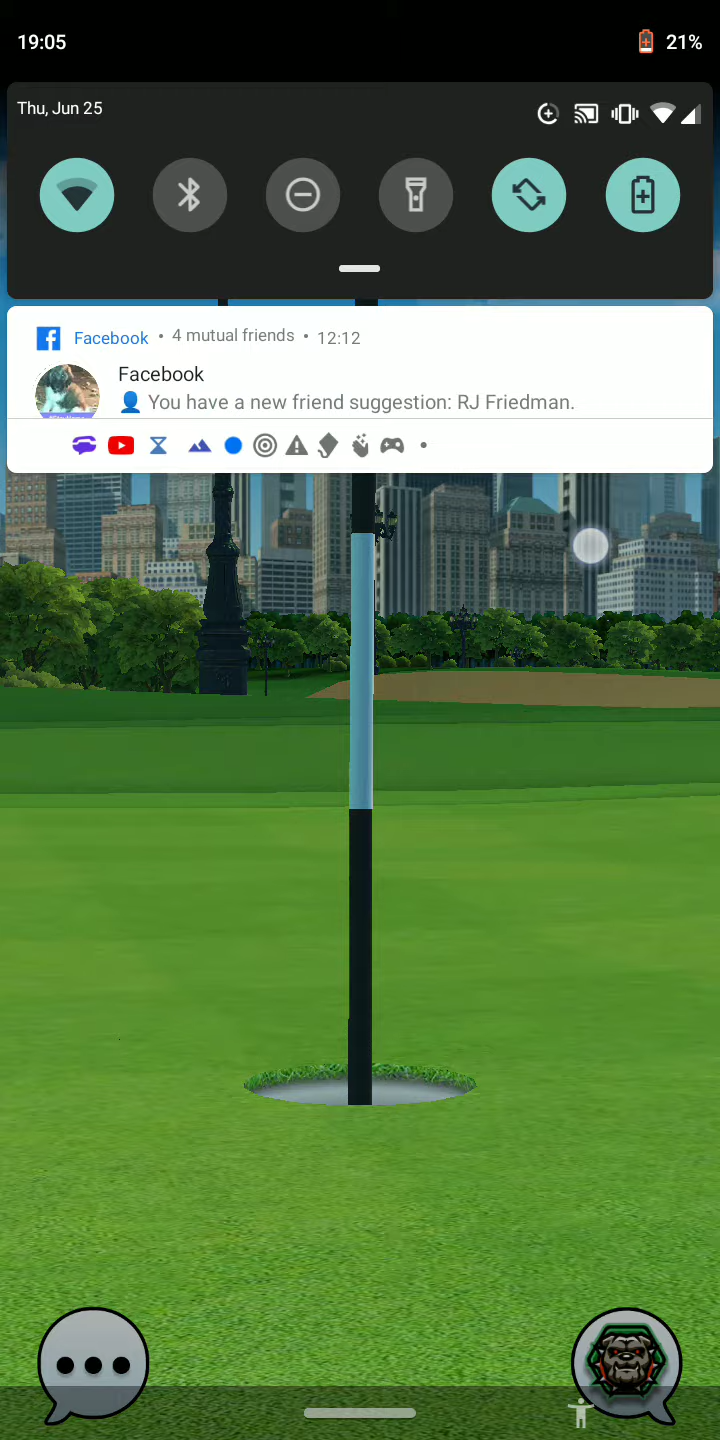 19:05 21%
Thu, Jun 25
Facebook • 4 mutual friends • 12:12
Facebook
👤 You have a new friend suggestion: RJ Friedman.